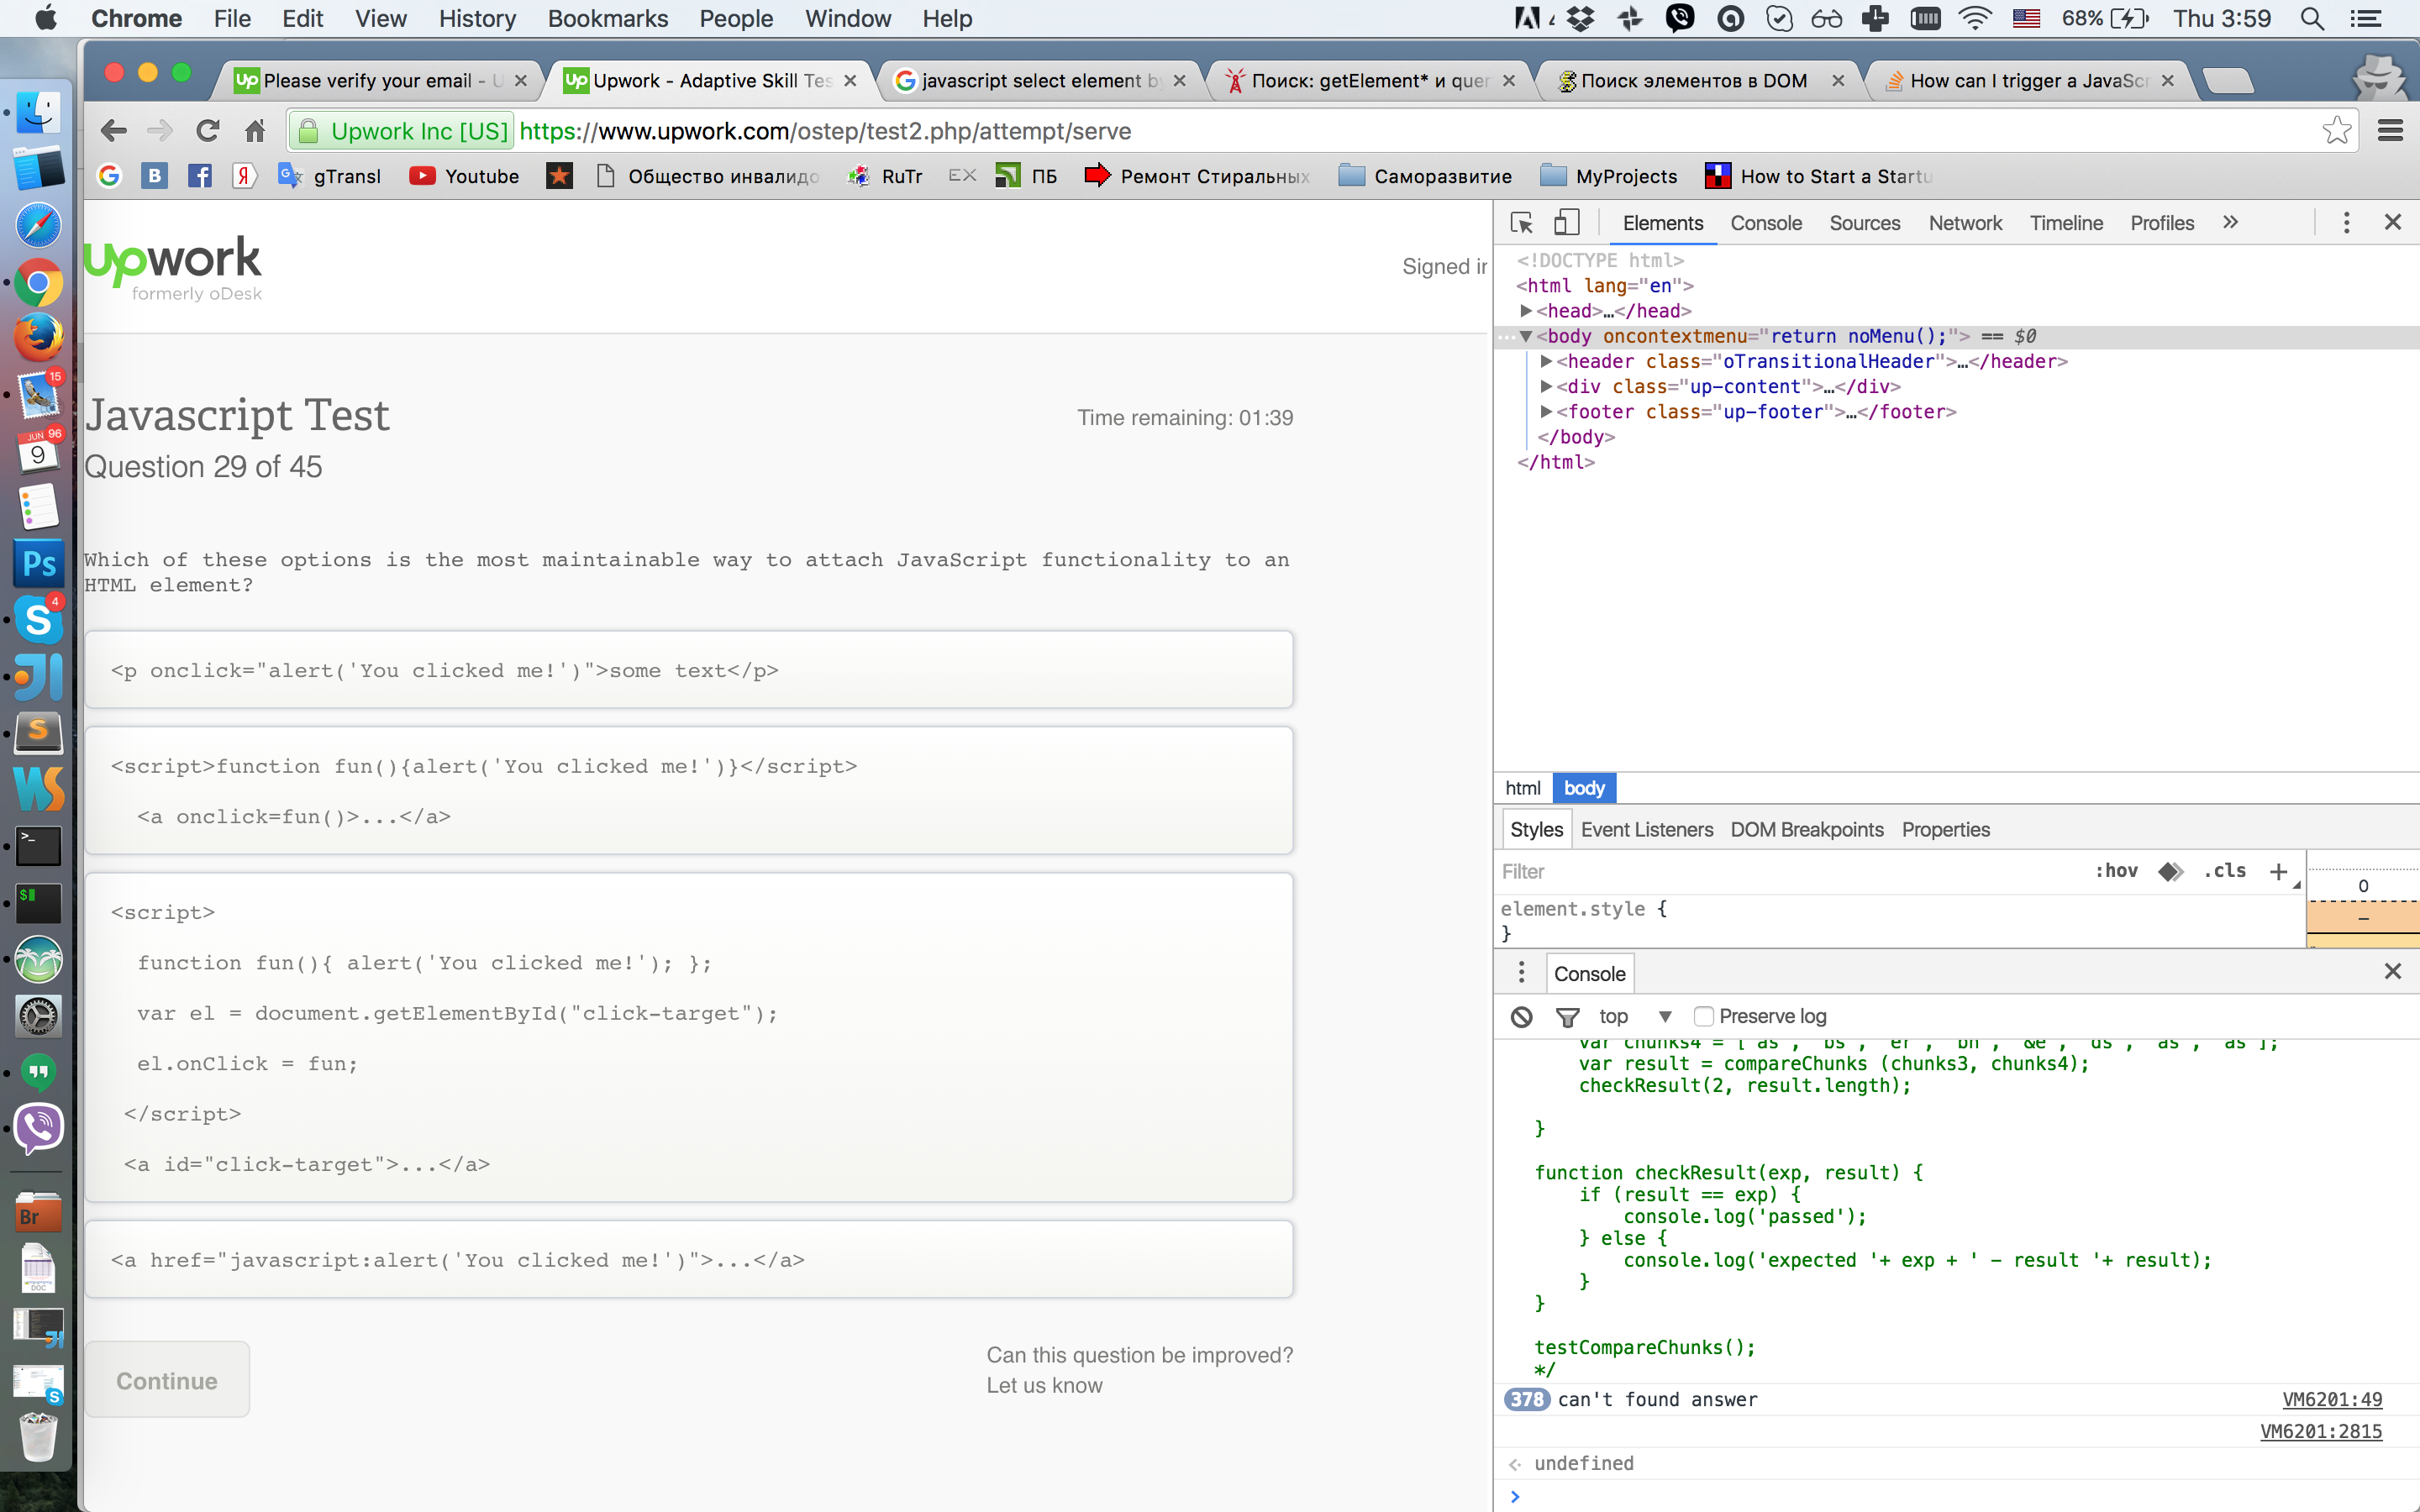 Chrome File Edit View History Bookmarks People Window Help
68% Thu 3:59
Please verify your email - U
Upwork - Adaptive Skill Tes
javascript select element by
Поиск: getElement* и quer
Поиск элементов в DOM
How can I trigger a JavaScr
Upwork Inc [US] https://www.upwork.com/ostep/test2.php/attempt/serve
gTransl
Youtube
Общество инвалидо
RuTr
EX
ПБ
Ремонт Стиральных
Саморазвитие
MyProjects
How to Start a Startu
15
JUN 96
9
Ps
4
S
S
WS
Br
DOC
upwork
formerly oDesk
Signed in
Javascript Test
Time remaining: 01:39
Question 29 of 45
Which of these options is the most maintainable way to attach JavaScript functionality to an
HTML element?
<p onclick="alert('You clicked me!')">some text</p>
<script>function fun(){alert('You clicked me!')}</script>
<a onclick=fun()>...</a>
<script>
function fun(){ alert('You clicked me!'); };
var el = document.getElementById("click-target");
el.onClick = fun;
</script>
<a id="click-target">...</a>
<a href="javascript:alert('You clicked me!')">...</a>
Continue
Can this question be improved?
Let us know
Elements Console Sources Network Timeline Profiles »
<!DOCTYPE html>
<html lang="en">
<head>…</head>
<body oncontextmenu="return noMenu();"> == $0
<header class="oTransitionalHeader">…</header>
<div class="up-content">…</div>
<footer class="up-footer">…</footer>
</body>
</html>
html body
Styles Event Listeners DOM Breakpoints Properties
Filter :hov .cls +
0
–
element.style {
}
Console
top Preserve log
var chunks4 = ['as', 'bs', 'er', 'bn', '&e', 'ds', 'as', 'as'];
var result = compareChunks (chunks3, chunks4);
checkResult(2, result.length);
}
function checkResult(exp, result) {
if (result == exp) {
console.log('passed');
} else {
console.log('expected '+ exp + ' - result '+ result);
}
}
testCompareChunks();
*/
378 can't found answer VM6201:49
VM6201:2815
undefined